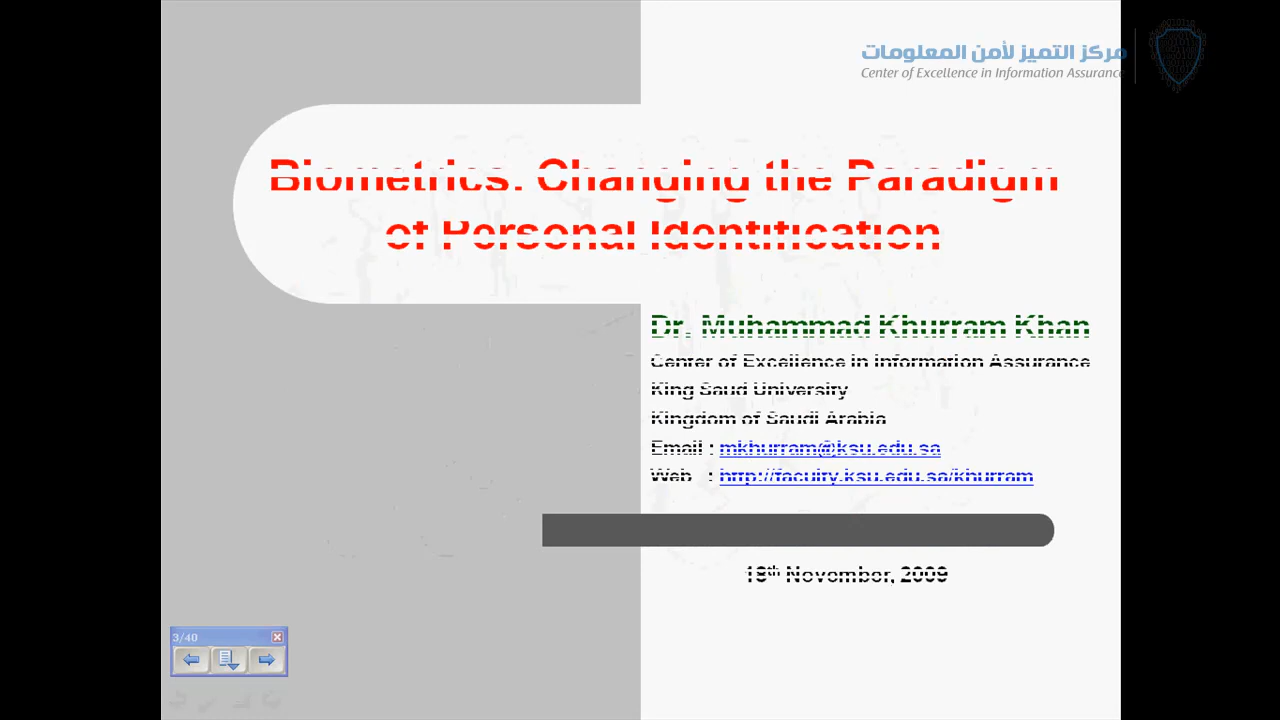 مركز التميز لأمن المعلومات
Center of Excellence in Information Assurance
Biometrics: Changing the Paradigm
of Personal Identification
Dr. Muhammad Khurram Khan
Center of Excellence in Information Assurance
King Saud University
Kingdom of Saudi Arabia
Email : mkhurram@ksu.edu.sa
Web : http://faculty.ksu.edu.sa/khurram
November, 2009
3/40